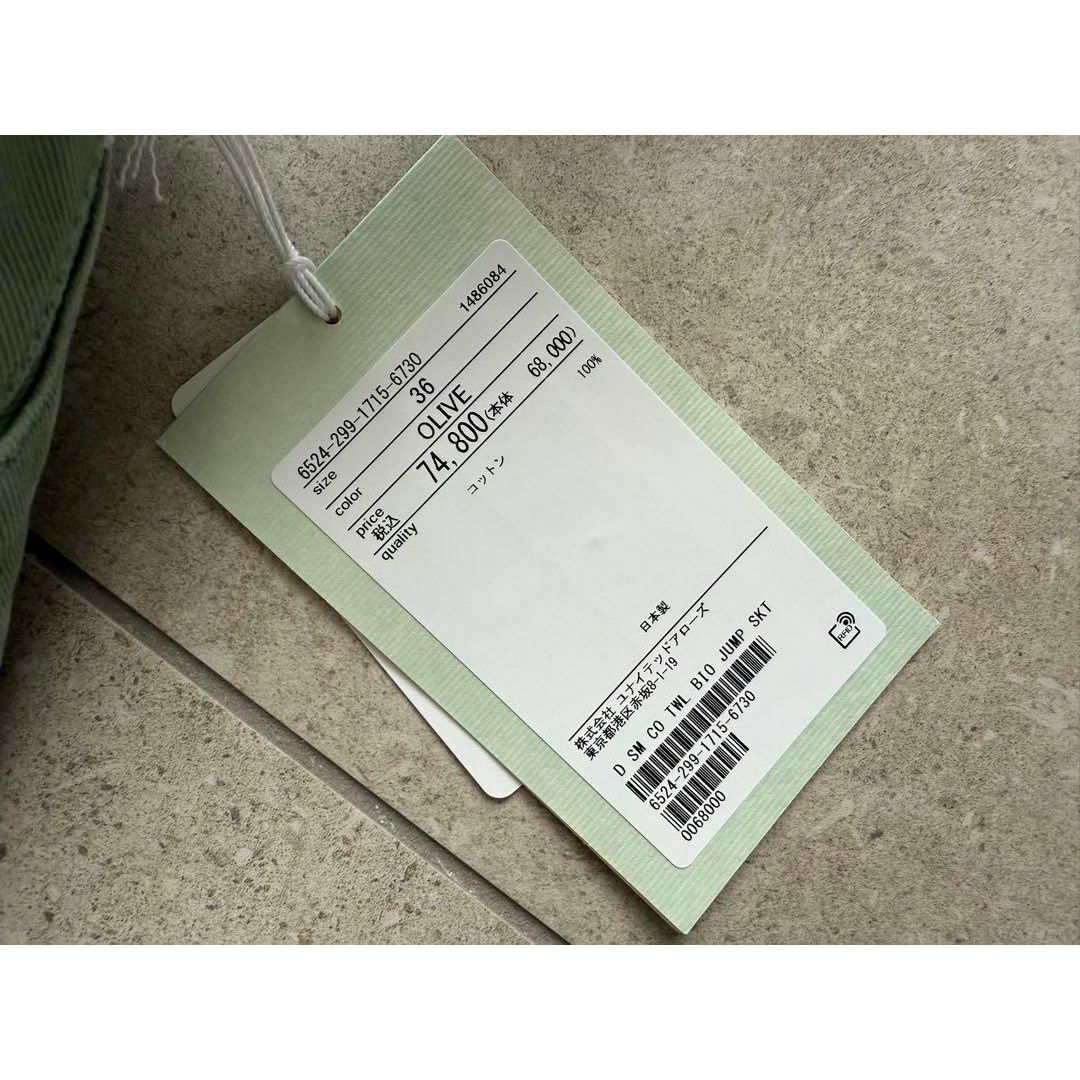 6524-299-1715-6730 1486084
size 36
color OLIVE
price 税込 74,800(本体 68,000)
quality
コットン 100%
日本製
株式会社 ユナイテッドアローズ
東京都港区赤坂8-1-19
D SM CO TWL BIO JUMP SKT
6524-299-1715-6730
0068000
RFID